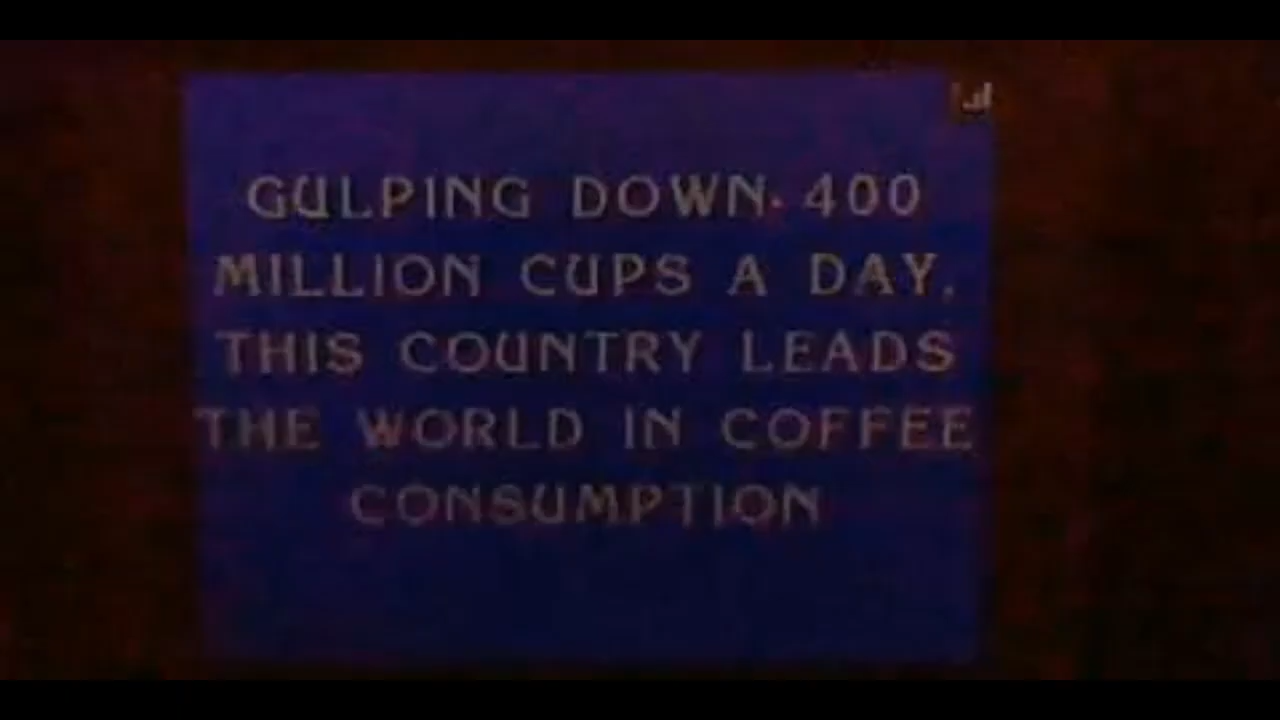 GULPING DOWN 400
MILLION CUPS A DAY,
THIS COUNTRY LEADS
THE WORLD IN COFFEE
CONSUMPTION